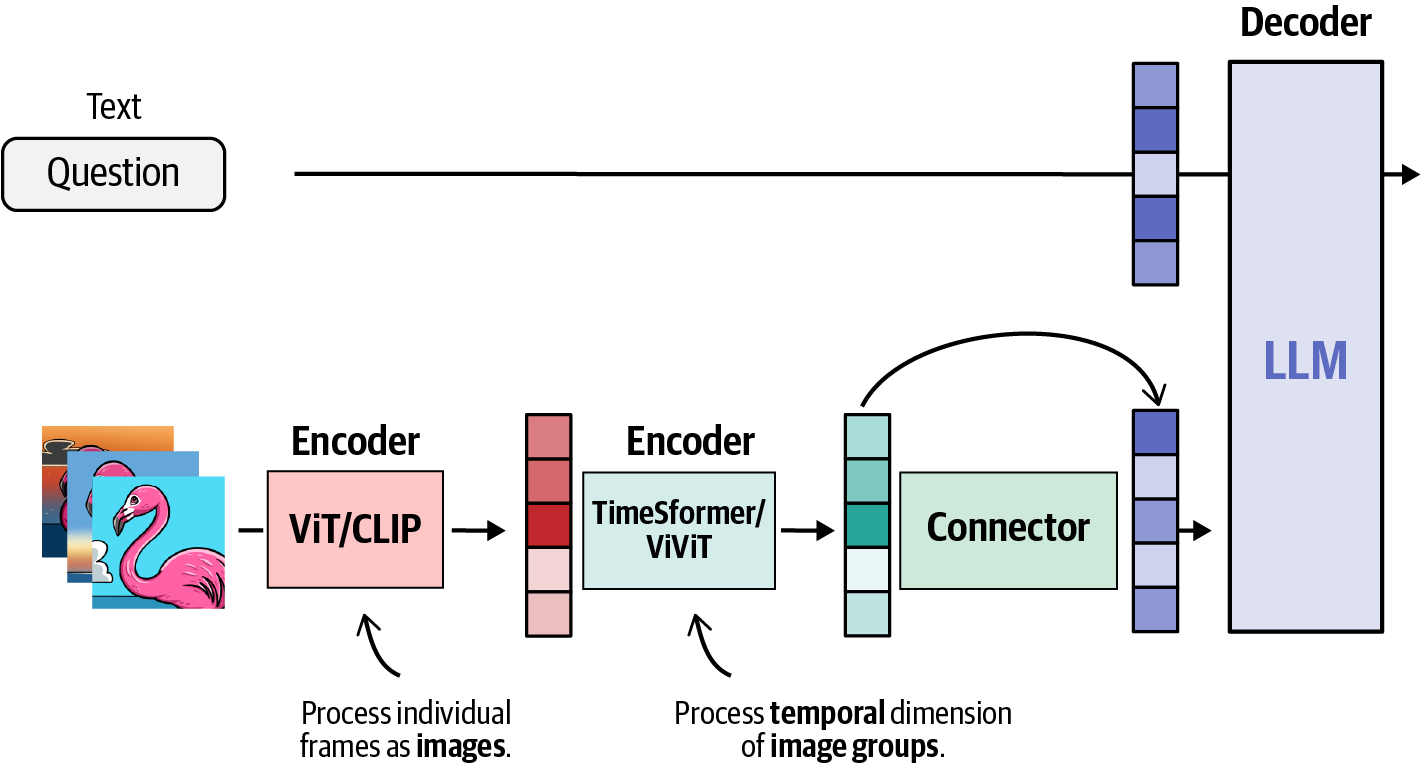 Decoder
Text
Question
LLM
Encoder
Encoder
ViT/CLIP
TimeSformer/
ViViT
Connector
Process individual
frames as images.
Process temporal dimension
of image groups.